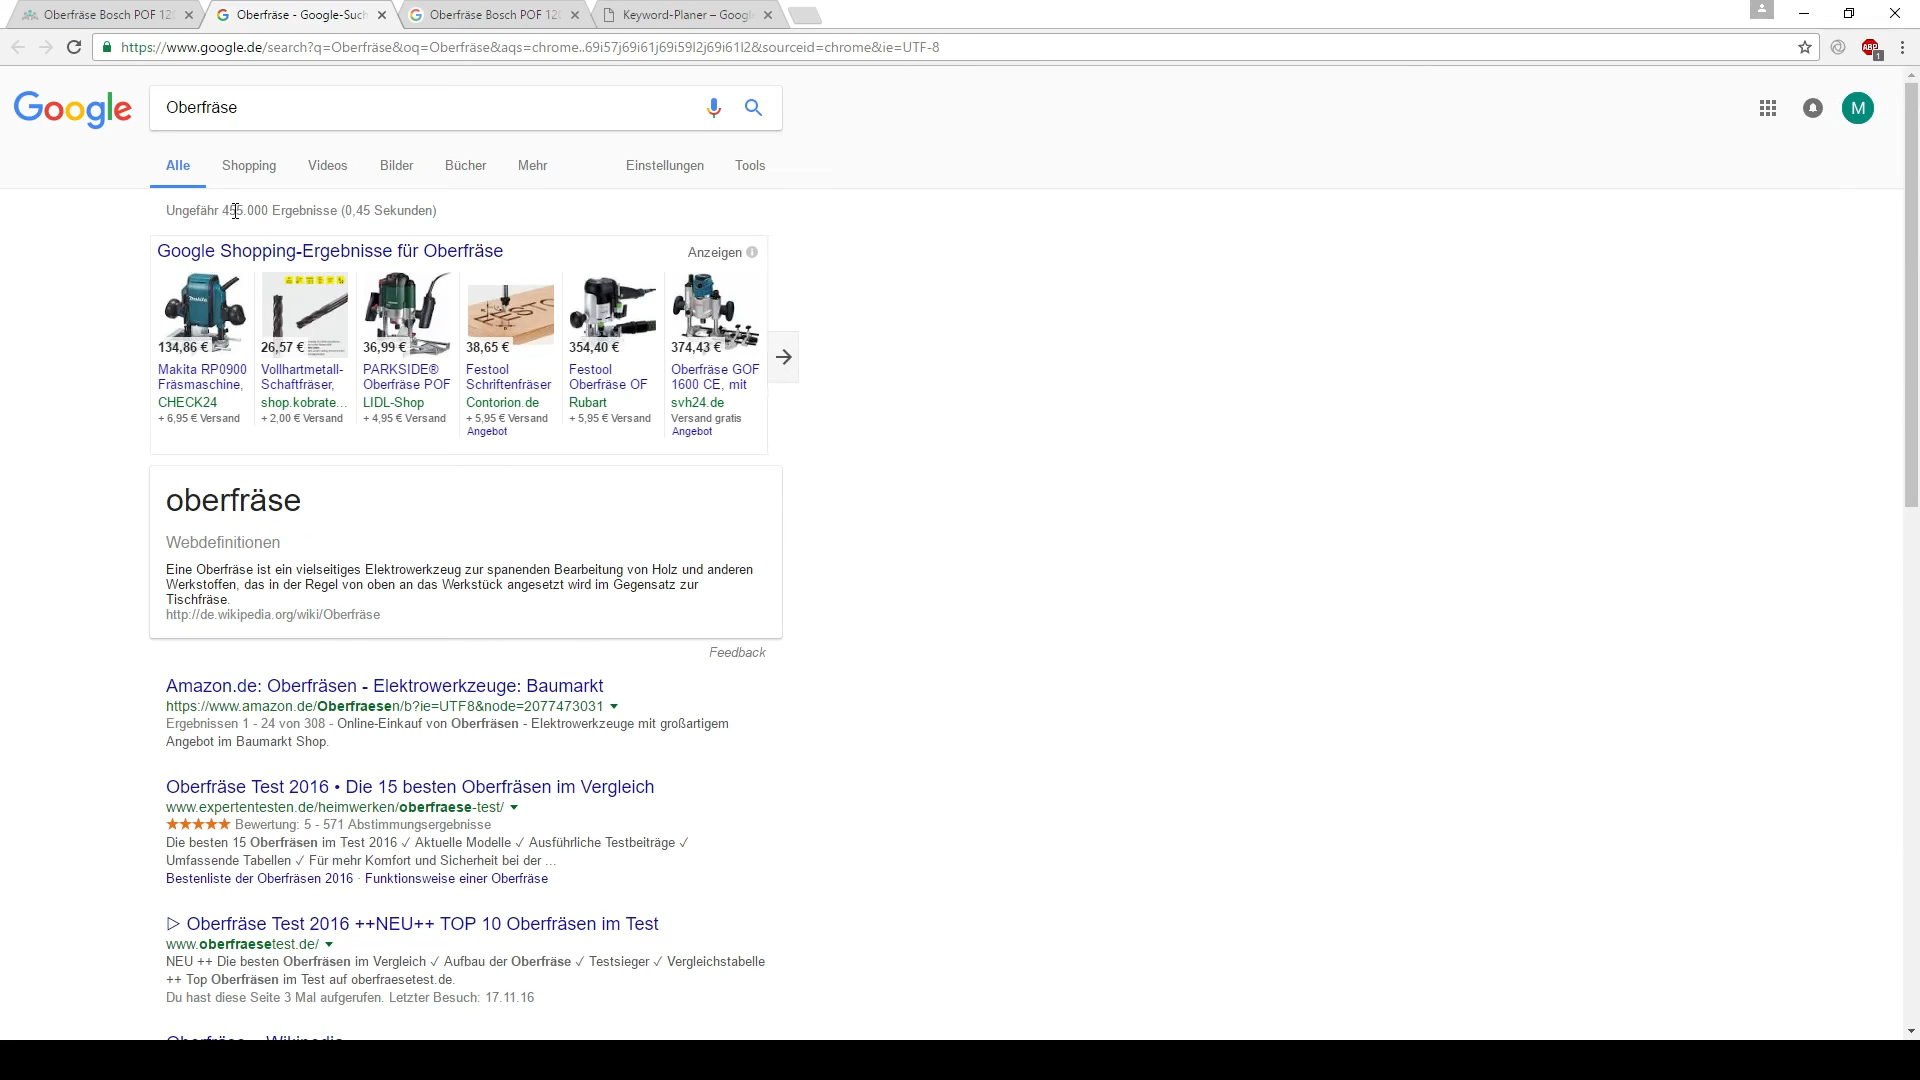 Oberfräse Bosch POF 12
Oberfräse - Google-Such
Oberfräse Bosch POF 12
Keyword-Planer – Google
https://www.google.de/search?q=Oberfräse&oq=Oberfräse&aqs=chrome..69i57j69i61j69i59l2j69i61l2&sourceid=chrome&ie=UTF-8
ABP
1
Google
Oberfräse
M
Alle Shopping Videos Bilder Bücher Mehr Einstellungen Tools
Ungefähr 455.000 Ergebnisse (0,45 Sekunden)
Google Shopping-Ergebnisse für Oberfräse
Anzeigen
134,86 €
Makita RP0900
Fräsmaschine,
CHECK24
+ 6,95 € Versand
26,57 €
Vollhartmetall-
Schaftfräser,
shop.kobrate...
+ 2,00 € Versand
36,99 €
PARKSIDE®
Oberfräse POF
LIDL-Shop
+ 4,95 € Versand
38,65 €
Festool
Schriftenfräser
Contorion.de
+ 5,95 € Versand
Angebot
354,40 €
Festool
Oberfräse OF
Rubart
+ 5,95 € Versand
374,43 €
Oberfräse GOF
1600 CE, mit
svh24.de
Versand gratis
Angebot
oberfräse
Webdefinitionen
Eine Oberfräse ist ein vielseitiges Elektrowerkzeug zur spanenden Bearbeitung von Holz und anderen
Werkstoffen, das in der Regel von oben an das Werkstück angesetzt wird im Gegensatz zur
Tischfräse.
http://de.wikipedia.org/wiki/Oberfräse
Feedback
Amazon.de: Oberfräsen - Elektrowerkzeuge: Baumarkt
https://www.amazon.de/Oberfraesen/b?ie=UTF8&node=2077473031
Ergebnissen 1 - 24 von 308 - Online-Einkauf von Oberfräsen - Elektrowerkzeuge mit großartigem
Angebot im Baumarkt Shop.
Oberfräse Test 2016 • Die 15 besten Oberfräsen im Vergleich
www.expertentesten.de/heimwerken/oberfraese-test/
★★★★★ Bewertung: 5 - 571 Abstimmungsergebnisse
Die besten 15 Oberfräsen im Test 2016 ✓ Aktuelle Modelle ✓ Ausführliche Testbeiträge ✓
Umfassende Tabellen ✓ Für mehr Komfort und Sicherheit bei der ...
Bestenliste der Oberfräsen 2016 · Funktionsweise einer Oberfräse
▷ Oberfräse Test 2016 ++NEU++ TOP 10 Oberfräsen im Test
www.oberfraesetest.de/
NEU ++ Die besten Oberfräsen im Vergleich ✓ Aufbau der Oberfräse ✓ Testsieger ✓ Vergleichstabelle
++ Top Oberfräsen im Test auf oberfraesetest.de.
Du hast diese Seite 3 Mal aufgerufen. Letzter Besuch: 17.11.16
Oberfräse – Wikipedia